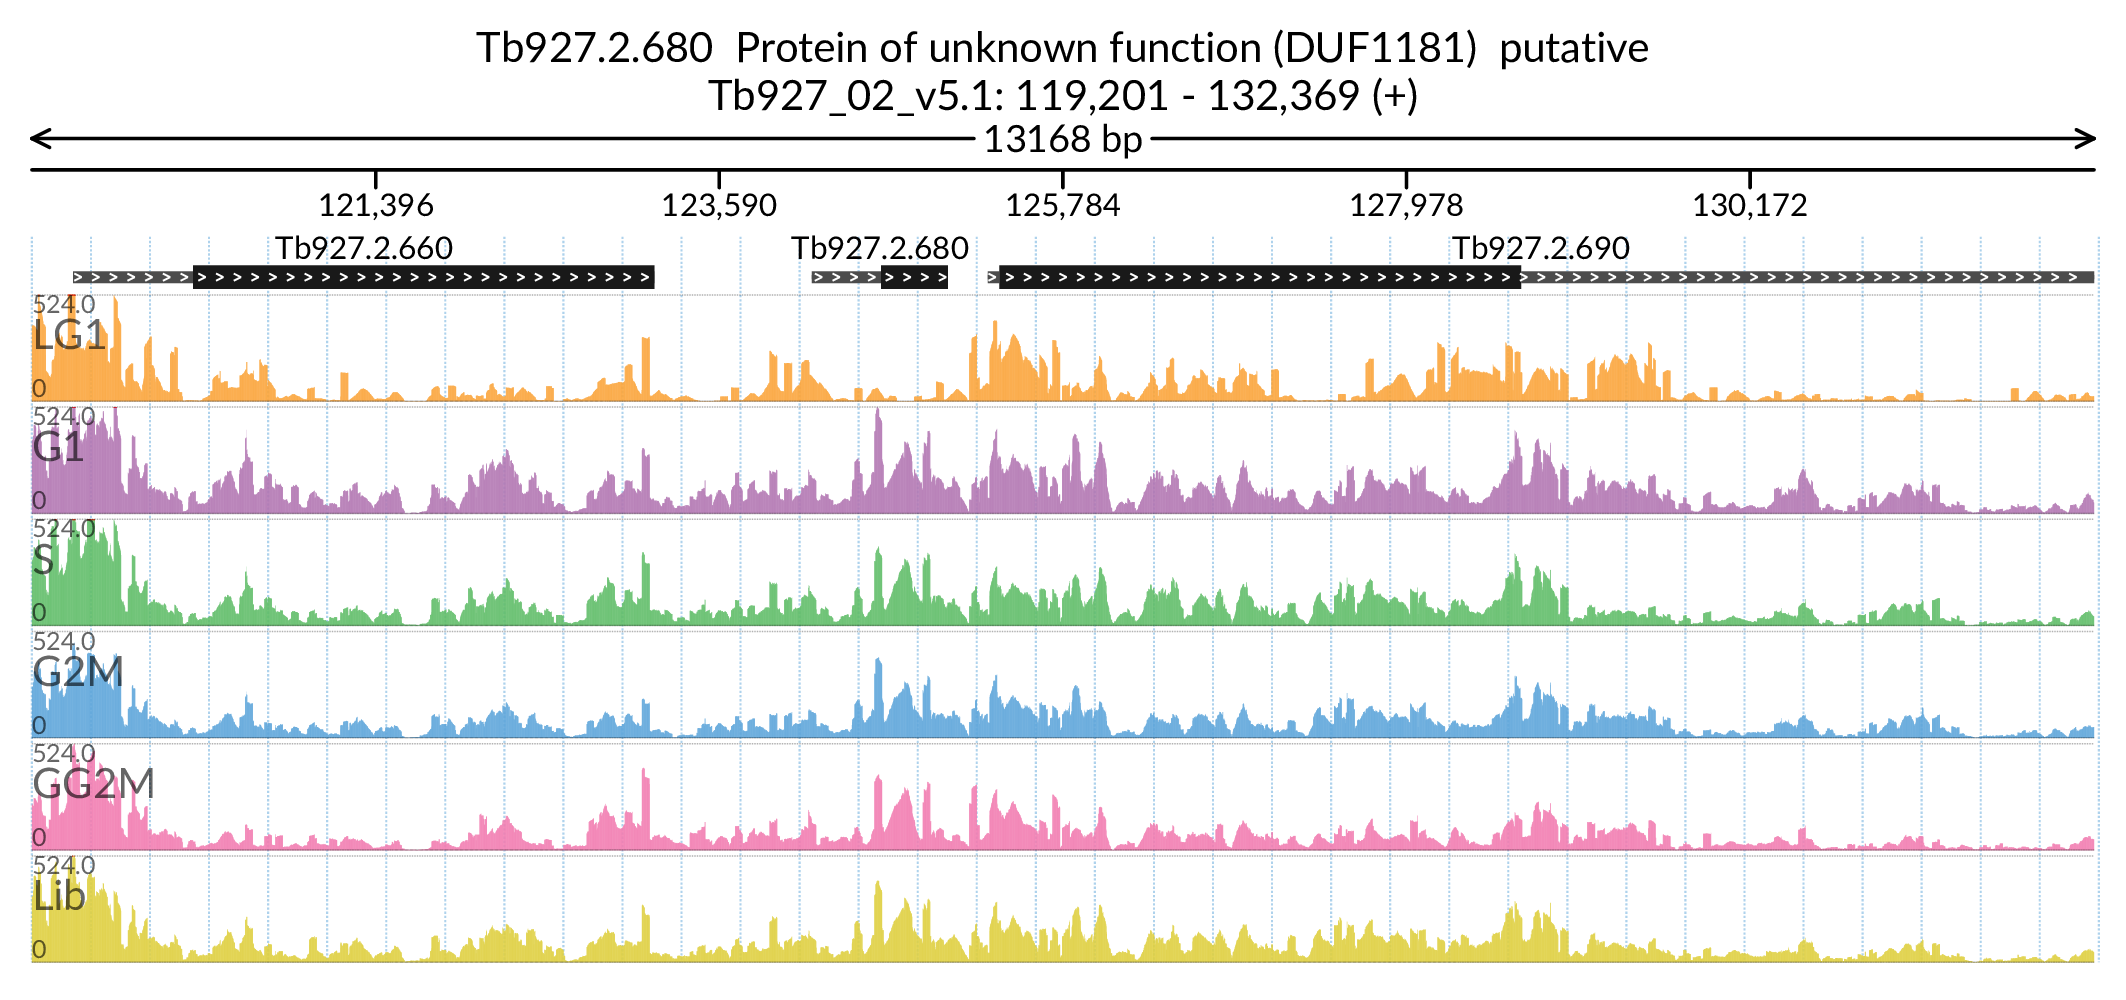 Tb927.2.680  Protein of unknown function (DUF1181)  putative
Tb927_02_v5.1: 119,201 - 132,369 (+)
13168 bp
121,396 123,590 125,784 127,978 130,172
Tb927.2.660 Tb927.2.680 Tb927.2.690
524.0
LG1
0
524.0
G1
0
524.0
S
0
524.0
G2M
0
524.0
GG2M
0
524.0
Lib
0